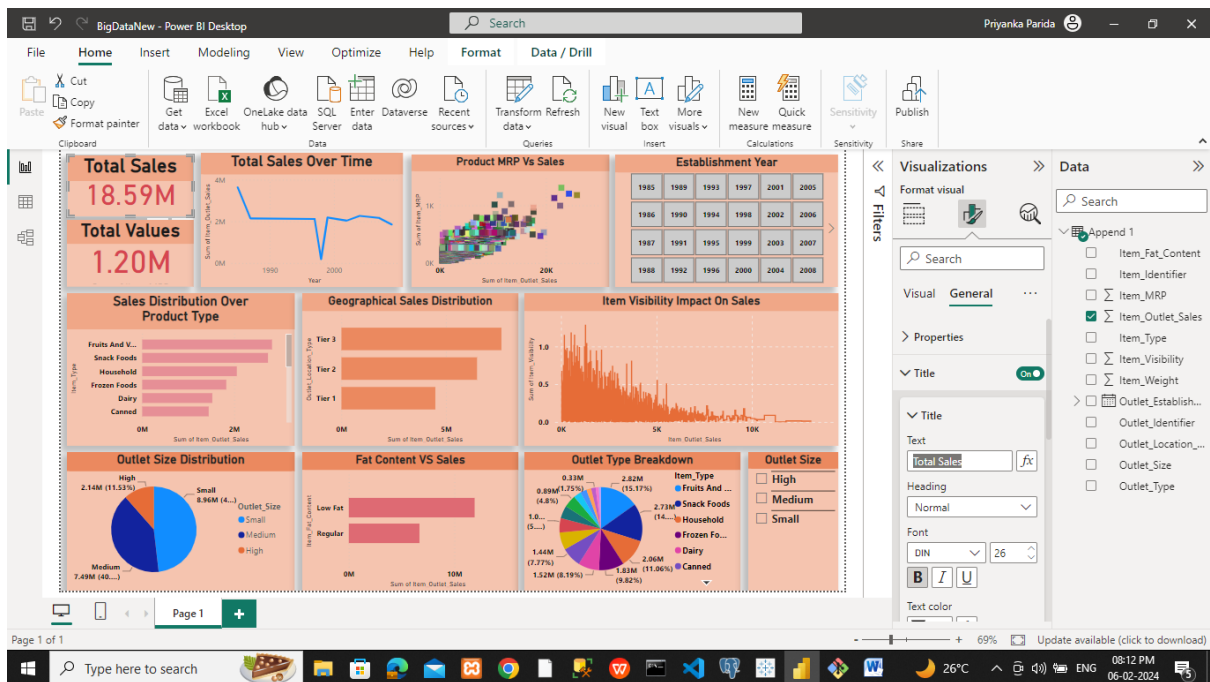 BigDataNew - Power BI Desktop
Search
Priyanka Parida
File Home Insert Modeling View Optimize Help Format Data / Drill
Paste
Cut
Copy
Format painter
Clipboard
Get data
Excel workbook
OneLake data hub
SQL Server
Enter data
Dataverse
Recent sources
Data
Transform data
Refresh
Queries
New visual
Text box
More visuals
Insert
New measure
Quick measure
Calculations
Sensitivity
Sensitivity
Publish
Share
Total Sales
18.59M
Total Values
1.20M
Total Sales Over Time
Sum of Item_Outlet_Sales
4M
2M
0M
1990 2000
Year
Product MRP Vs Sales
Sum of Item_MRP
1K
0K
0K 20K
Sum of Item_Outlet_Sales
Establishment Year
1985 1989 1993 1997 2001 2005
1986 1990 1994 1998 2002 2006
1987 1991 1995 1999 2003 2007
1988 1992 1996 2000 2004 2008
Sales Distribution Over
Product Type
Item_Type
Fruits And V...
Snack Foods
Household
Frozen Foods
Dairy
Canned
0M 2M
Sum of Item_Outlet_Sales
Geographical Sales Distribution
Outlet_Location_Type
Tier 3
Tier 2
Tier 1
0M 5M
Sum of Item_Outlet_Sales
Item Visibility Impact On Sales
Sum of Item_Visibility
1.0
0.5
0.0
0K 5K 10K
Item_Outlet_Sales
Outlet Size Distribution
High
2.14M (11.53%)
Small
8.96M (4...)
Medium
7.49M (40....)
Outlet_Size
Small
Medium
High
Fat Content VS Sales
Item_Fat_Content
Low Fat
Regular
0M 10M
Sum of Item_Outlet_Sales
Outlet Type Breakdown
0.33M
(1.75%)
0.89M
(4.8%)
1.0...
(5....)
1.44M
(7.77%)
1.52M (8.19%)
2.82M
(15.17%)
2.73M
(14....)
2.06M
(11.06%)
1.83M
(9.82%)
Item_Type
Fruits And ...
Snack Foods
Household
Frozen Fo...
Dairy
Canned
Outlet Size
High
Medium
Small
Filters
Visualizations
Format visual
Search
Visual General ...
Properties
Title
On
Title
Text
Total Sales
fx
Heading
Normal
Font
DIN 26
B I U
Text color
Data
Search
Append 1
Item_Fat_Content
Item_Identifier
Item_MRP
Item_Outlet_Sales
Item_Type
Item_Visibility
Item_Weight
Outlet_Establish...
Outlet_Identifier
Outlet_Location_...
Outlet_Size
Outlet_Type
Page 1
Page 1 of 1
69%
Update available (click to download)
Type here to search
26°C
ENG
08:12 PM
06-02-2024
5